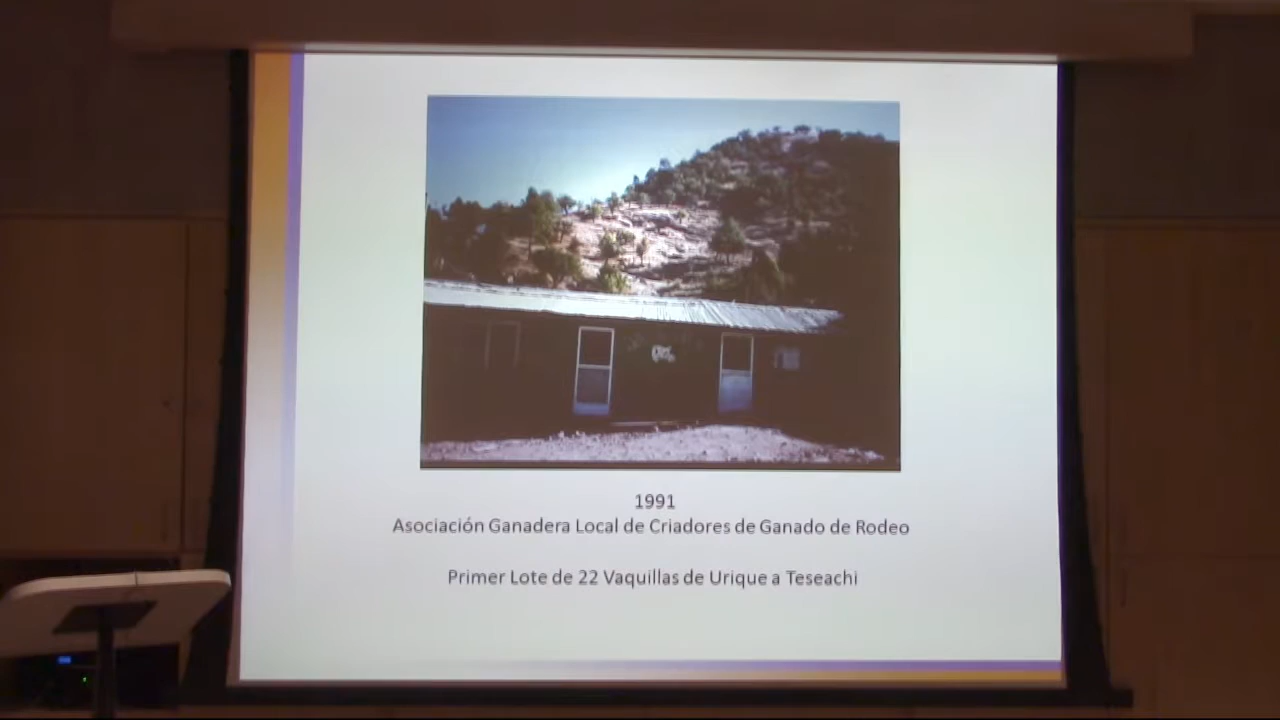 1991
Asociación Ganadera Local de Criadores de Ganado de Rodeo
Primer Lote de 22 Vaquillas de Urique a Teseachi